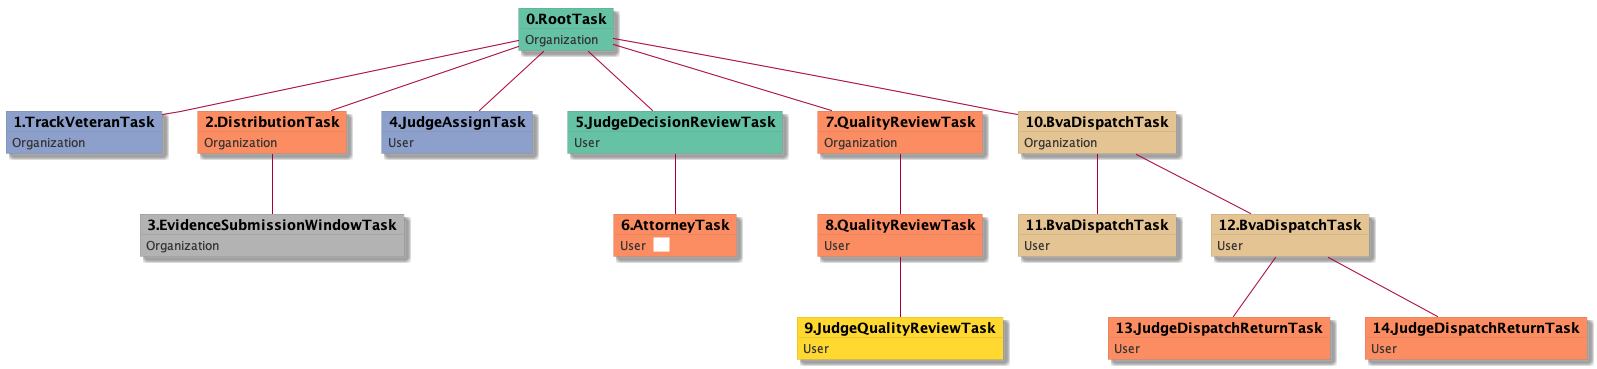 0.RootTask
Organization
1.TrackVeteranTask
Organization
2.DistributionTask
Organization
4.JudgeAssignTask
User
5.JudgeDecisionReviewTask
User
7.QualityReviewTask
Organization
10.BvaDispatchTask
Organization
3.EvidenceSubmissionWindowTask
Organization
6.AttorneyTask
User
8.QualityReviewTask
User
11.BvaDispatchTask
User
12.BvaDispatchTask
User
9.JudgeQualityReviewTask
User
13.JudgeDispatchReturnTask
User
14.JudgeDispatchReturnTask
User